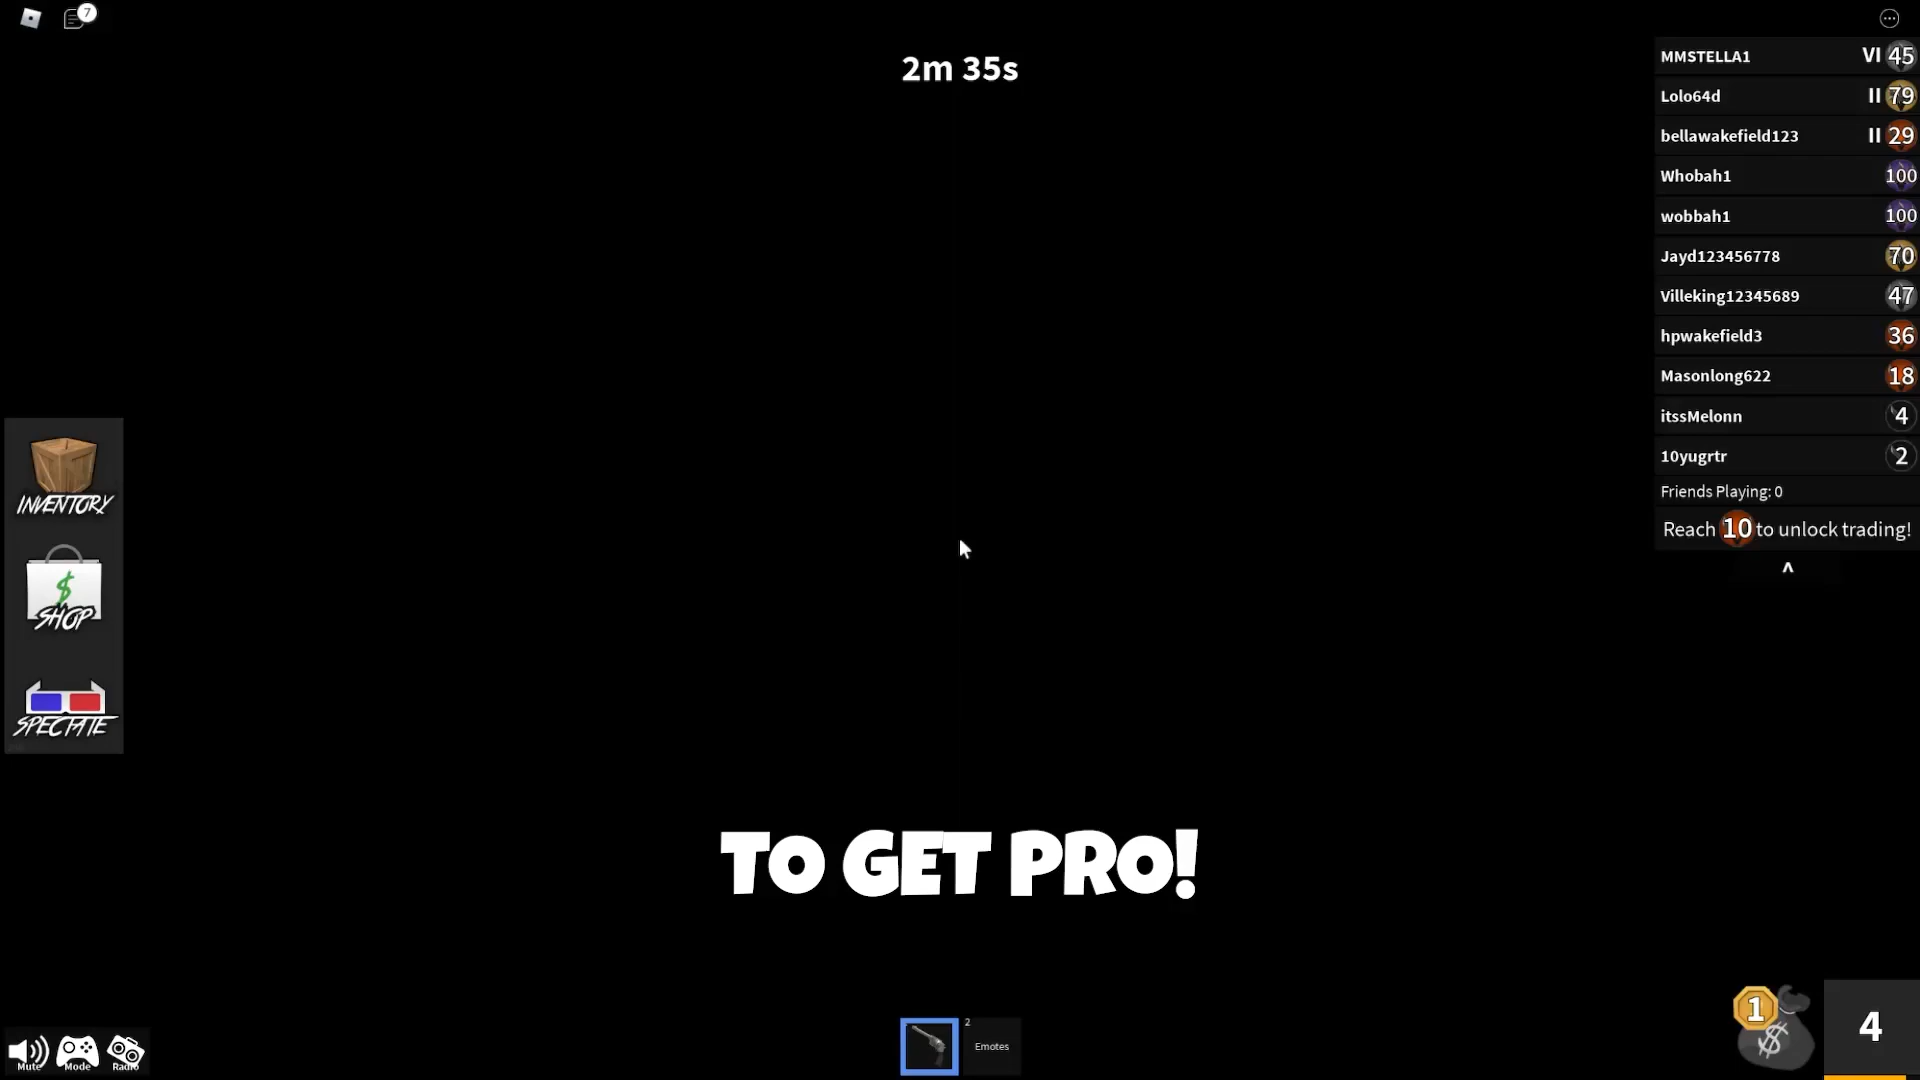 7
2m 35s
MMSTELLA1 VI 45
Lolo64d II 79
bellawakefield123 II 29
Whobah1 100
wobbah1 100
Jayd123456778 70
Villeking12345689 47
hpwakefield3 36
Masonlong622 18
itssMelonn 4
10yugrtr 2
Friends Playing: 0
Reach 10 to unlock trading!
INVENTORY
$
SHOP
SPECTATE
TO GET PRO!
Mute Mode Radio
2
Emotes
1
$
4